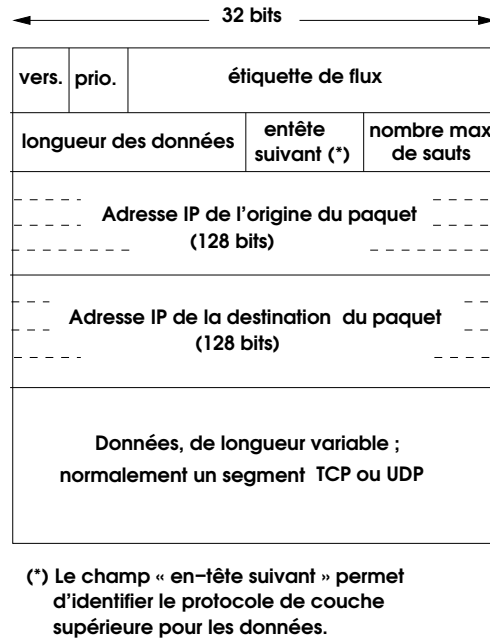 32 bits
vers. prio. étiquette de flux
longueur des données entête suivant (*) nombre max de sauts
Adresse IP de l'origine du paquet
(128 bits)
Adresse IP de la destination du paquet
(128 bits)
Données, de longueur variable ;
normalement un segment TCP ou UDP
(*) Le champ « en-tête suivant » permet
d'identifier le protocole de couche
supérieure pour les données.